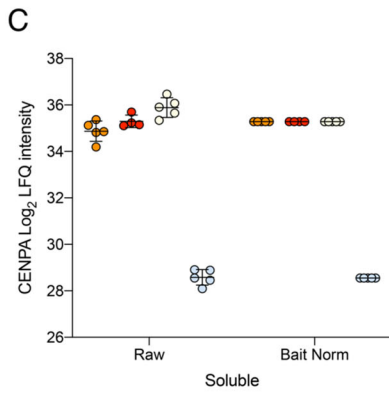 C
CENPA Log2 LFQ intensity
38
36
34
32
30
28
26
Raw
Bait Norm
Soluble